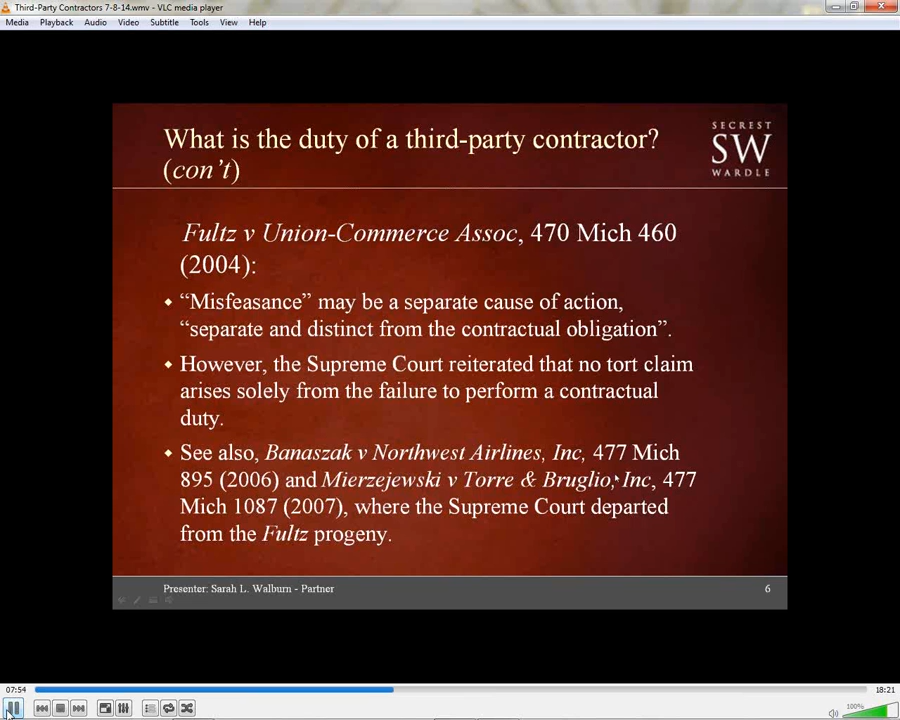 Third-Party Contractors 7-8-14.wmv - VLC media player
Media Playback Audio Video Subtitle Tools View Help
What is the duty of a third-party contractor?
(con't)
SECREST
SW
WARDLE
Fultz v Union-Commerce Assoc, 470 Mich 460
(2004):
“Misfeasance” may be a separate cause of action,
“separate and distinct from the contractual obligation”.
However, the Supreme Court reiterated that no tort claim
arises solely from the failure to perform a contractual
duty.
See also, Banaszak v Northwest Airlines, Inc, 477 Mich
895 (2006) and Mierzejewski v Torre & Bruglio, Inc, 477
Mich 1087 (2007), where the Supreme Court departed
from the Fultz progeny.
Presenter: Sarah L. Walburn - Partner 6
07:54 18:21
100%